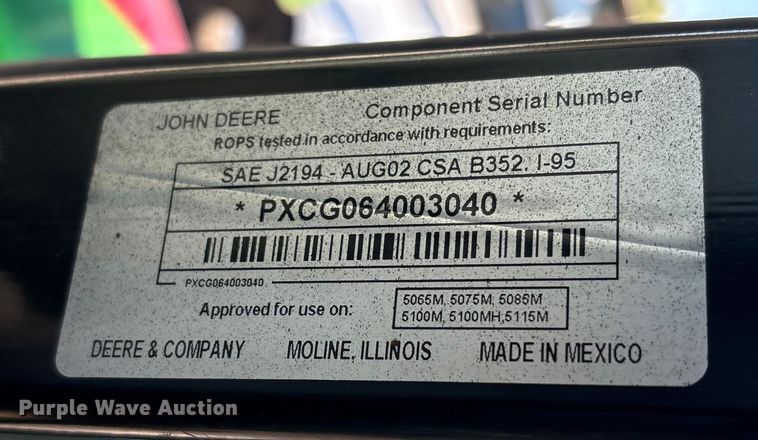 JOHN DEERE Component Serial Number
ROPS tested in accordance with requirements:
SAE J2194 - AUG02 CSA B352. I-95
* PXCG064003040 *
PXCG064003040
Approved for use on: 5065M, 5075M, 5085M
5100M, 5100MH,5115M
DEERE & COMPANY MOLINE, ILLINOIS MADE IN MEXICO
Purple Wave Auction